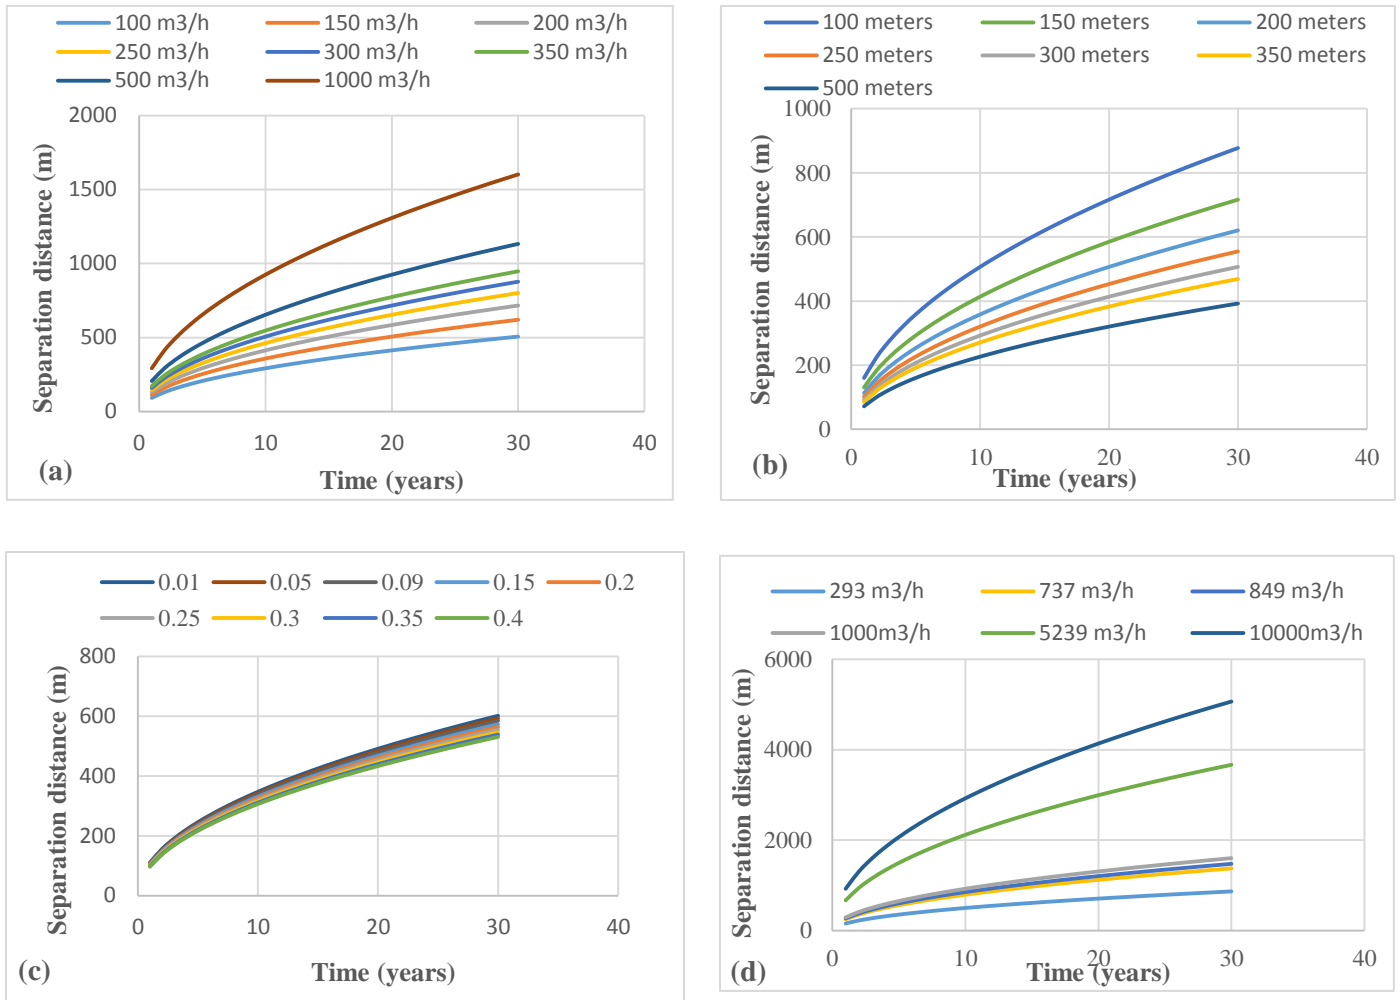 100 m3/h 150 m3/h 200 m3/h
250 m3/h 300 m3/h 350 m3/h
500 m3/h 1000 m3/h
2000
1500
1000
500
0
0 10 20 30 40
Separation distance (m)
Time (years)
(a)
100 meters 150 meters 200 meters
250 meters 300 meters 350 meters
500 meters
1000
800
600
400
200
0
0 10 20 30 40
Separation distance (m)
Time (years)
(b)
0.01 0.05 0.09 0.15 0.2
0.25 0.3 0.35 0.4
800
600
400
200
0
0 10 20 30 40
Separation distance (m)
Time (years)
(c)
293 m3/h 737 m3/h 849 m3/h
1000m3/h 5239 m3/h 10000m3/h
6000
4000
2000
0
0 10 20 30 40
Separation distance (m)
Time (years)
(d)